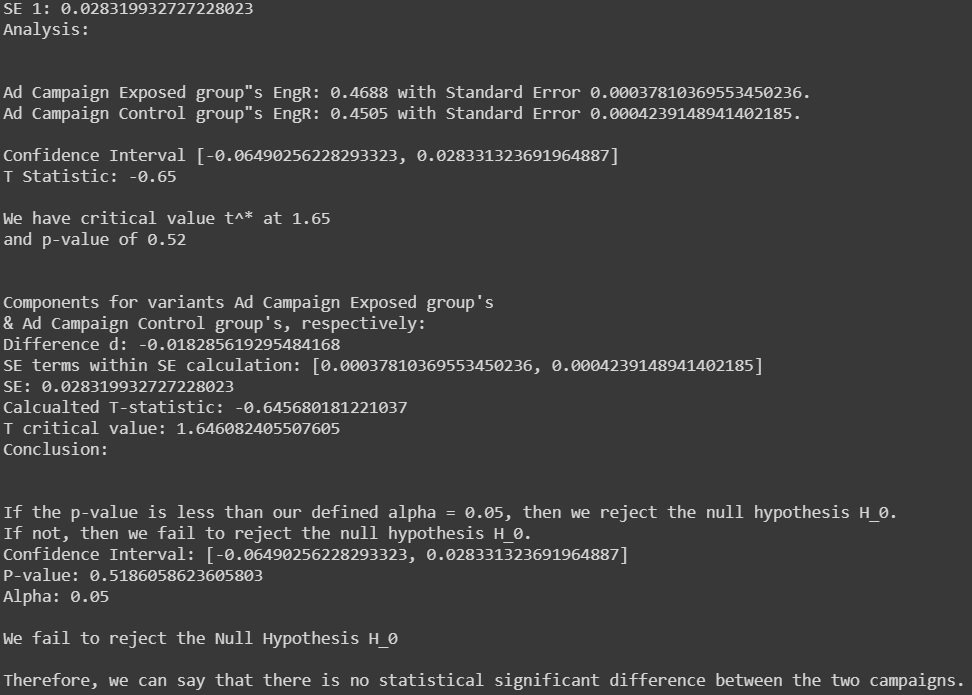 SE 1: 0.028319932727228023
Analysis:
Ad Campaign Exposed group"s EngR: 0.4688 with Standard Error 0.00037810369553450236.
Ad Campaign Control group"s EngR: 0.4505 with Standard Error 0.0004239148941402185.
Confidence Interval [-0.06490256228293323, 0.028331323691964887]
T Statistic: -0.65
We have critical value t^* at 1.65
and p-value of 0.52
Components for variants Ad Campaign Exposed group's
& Ad Campaign Control group's, respectively:
Difference d: -0.018285619295484168
SE terms within SE calculation: [0.00037810369553450236, 0.0004239148941402185]
SE: 0.028319932727228023
Calcualted T-statistic: -0.645680181221037
T critical value: 1.646082405507605
Conclusion:
If the p-value is less than our defined alpha = 0.05, then we reject the null hypothesis H_0.
If not, then we fail to reject the null hypothesis H_0.
Confidence Interval: [-0.06490256228293323, 0.028331323691964887]
P-value: 0.5186058623605803
Alpha: 0.05
We fail to reject the Null Hypothesis H_0
Therefore, we can say that there is no statistical significant difference between the two campaigns.